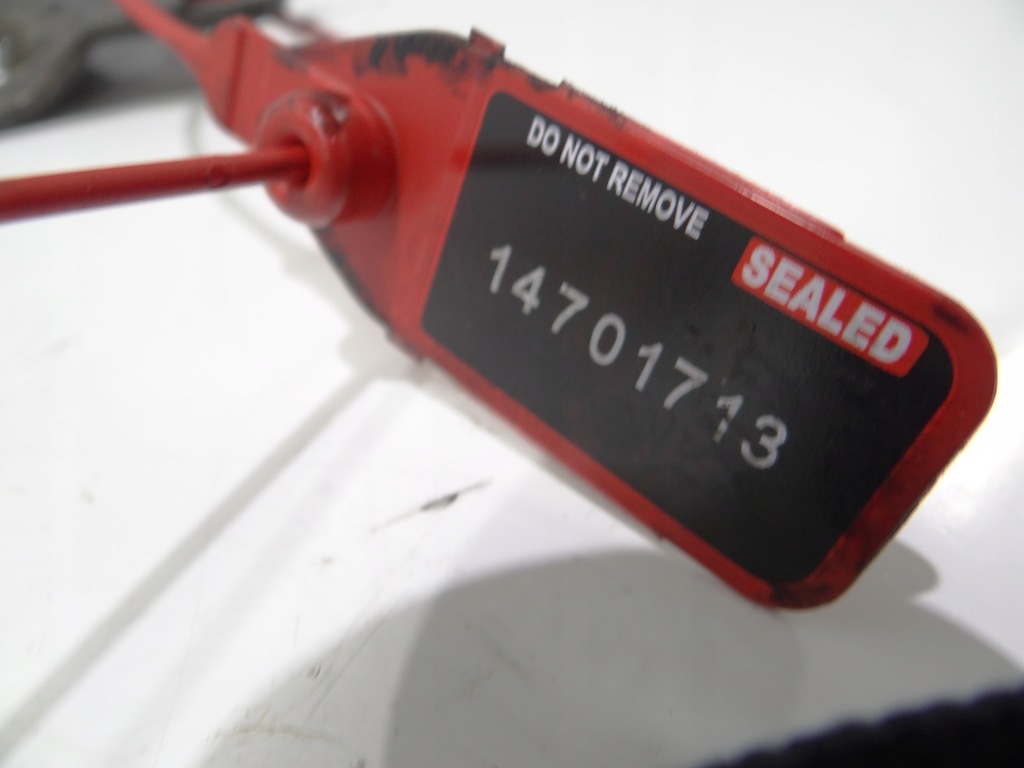 DO NOT REMOVE
SEALED
14701713